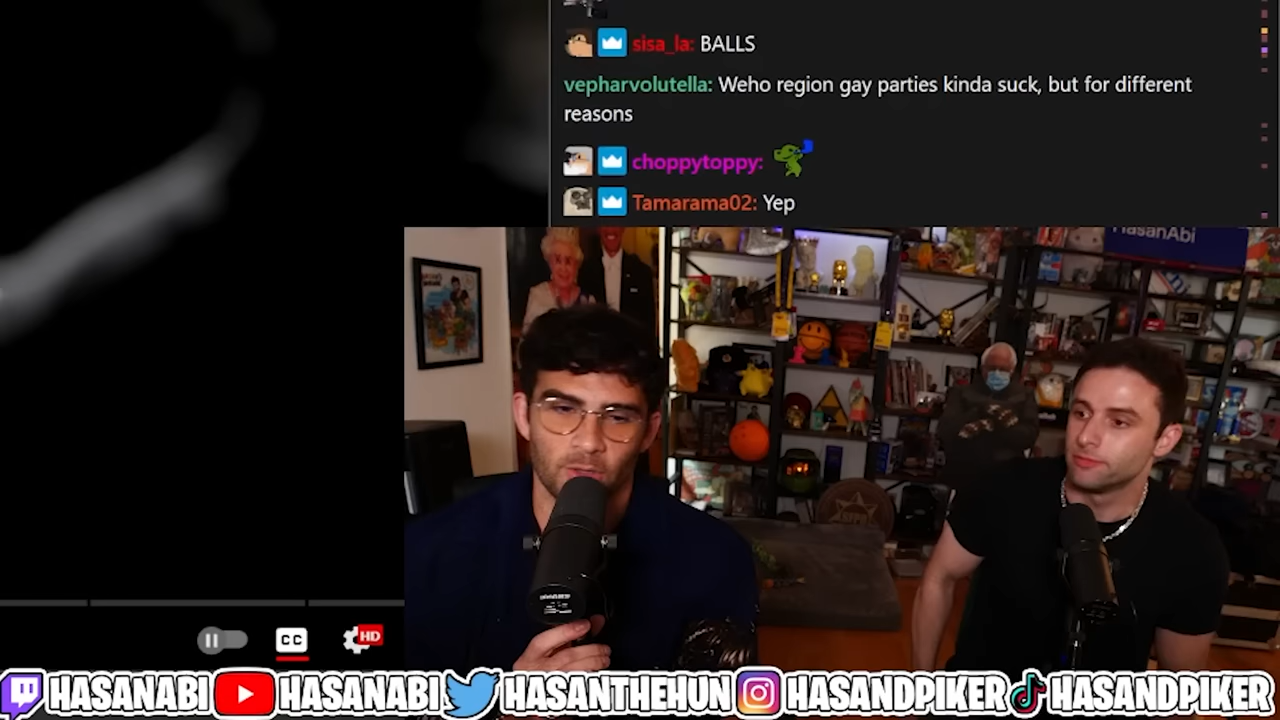 sisa_la: BALLS
vepharvolutella: Weho region gay parties kinda suck, but for different
reasons
choppytoppy:
Tamarama02: Yep
HasanAbi
CC
HD
HASANABI HASANABI HASANTHEHUN HASANDPIKER HASANDPIKER